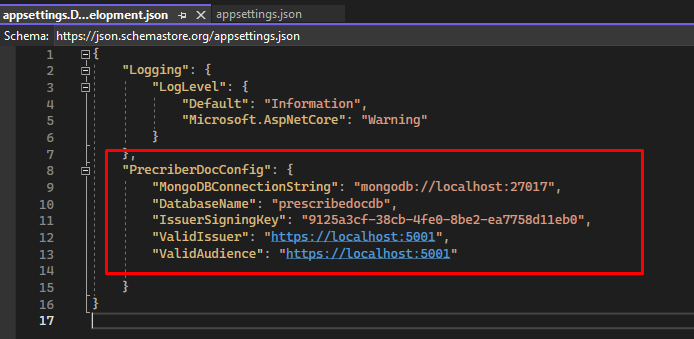 appsettings.D...elopment.json
appsettings.json
Schema: https://json.schemastore.org/appsettings.json
1 {
2 "Logging": {
3 "LogLevel": {
4 "Default": "Information",
5 "Microsoft.AspNetCore": "Warning"
6 }
7 },
8 "PrecriberDocConfig": {
9 "MongoDBConnectionString": "mongodb://localhost:27017",
10 "DatabaseName": "prescribedocdb",
11 "IssuerSigningKey": "9125a3cf-38cb-4fe0-8be2-ea7758d11eb0",
12 "ValidIssuer": "https://localhost:5001",
13 "ValidAudience": "https://localhost:5001"
14
15 }
16 }
17